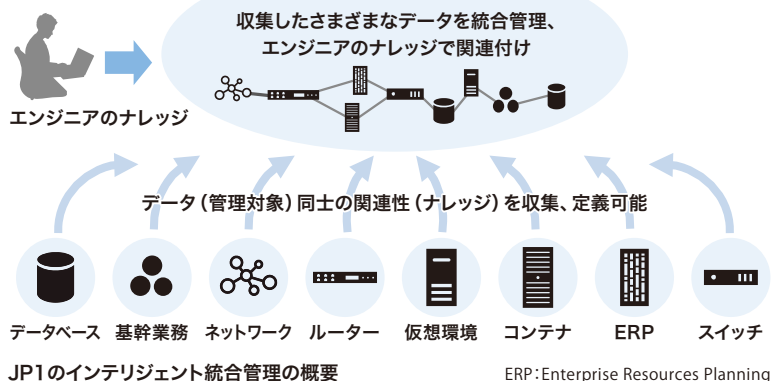 収集したさまざまなデータを統合管理、
エンジニアのナレッジで関連付け
エンジニアのナレッジ
データ(管理対象)同士の関連性(ナレッジ)を収集、定義可能
データベース 基幹業務 ネットワーク ルーター 仮想環境 コンテナ ERP スイッチ
JP1のインテリジェント統合管理の概要
ERP:Enterprise Resources Planning